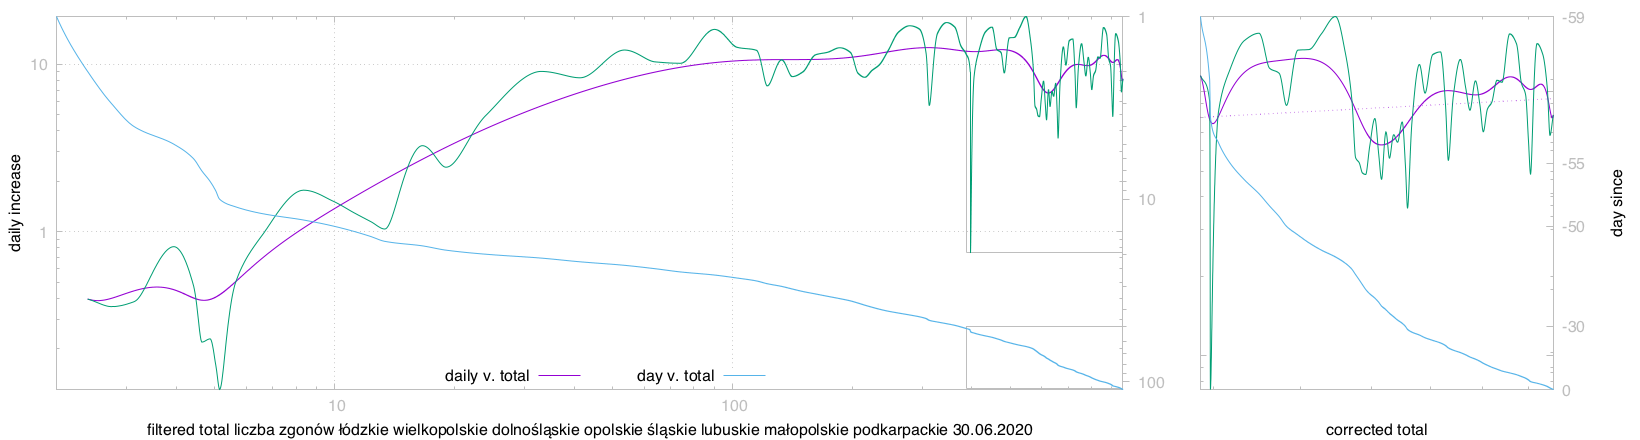 1
-59
10
daily increase
-55
day since
10
1
-50
-30
daily v. total
day v. total
100
0
10
100
filtered total liczba zgonów łódzkie wielkopolskie dolnośląskie opolskie śląskie lubuskie małopolskie podkarpackie 30.06.2020
corrected total